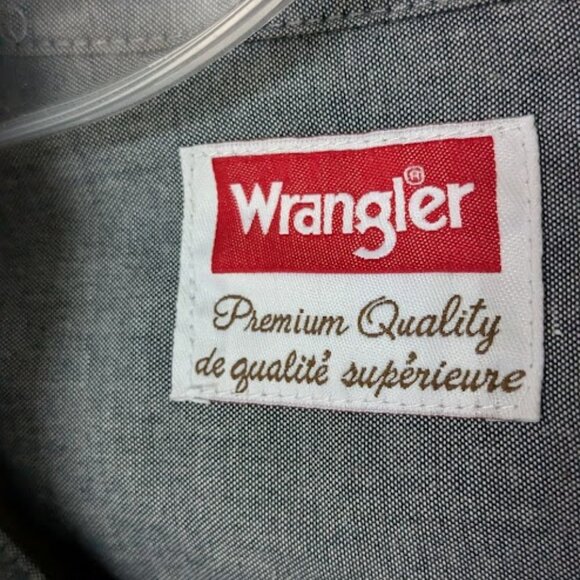 Wrangler®
Premium Quality
de qualité supérieure